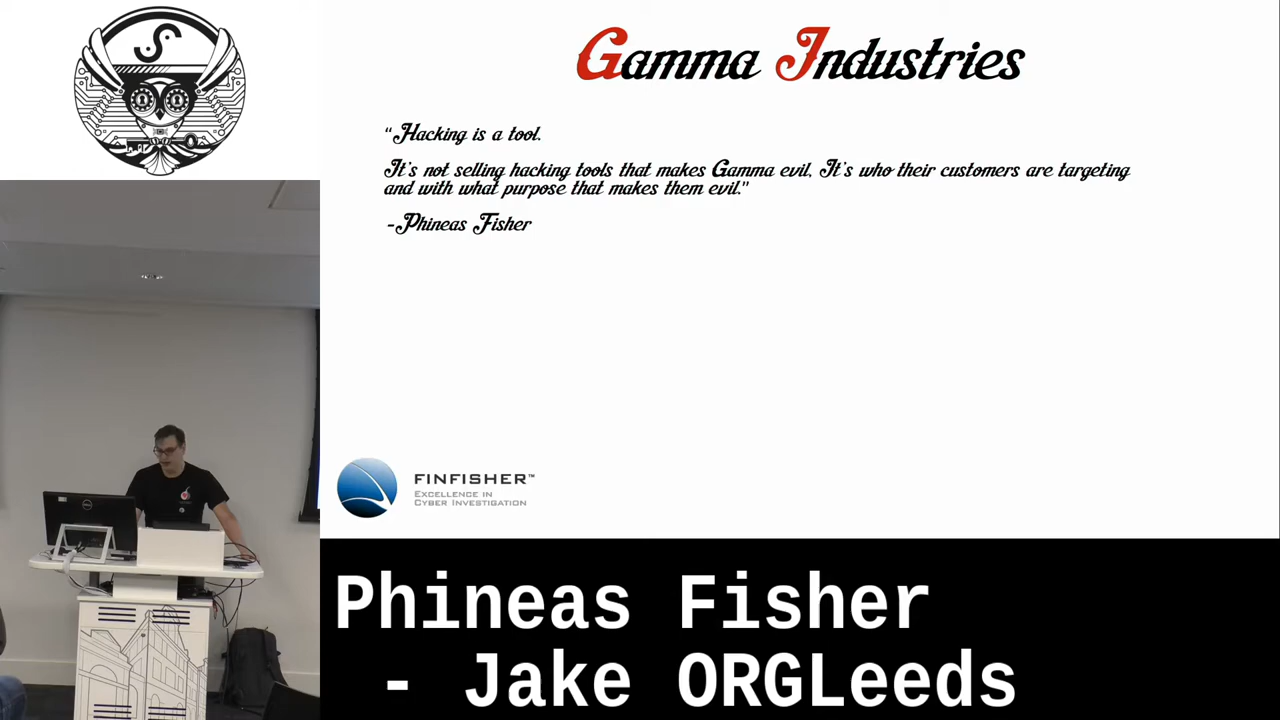 Gamma Industries
“Hacking is a tool.
It's not selling hacking tools that makes Gamma evil. It's who their customers are targeting
and with what purpose that makes them evil.”
-Phineas Fisher
FINFISHER™
EXCELLENCE IN
CYBER INVESTIGATION
Phineas Fisher
- Jake ORGLeeds